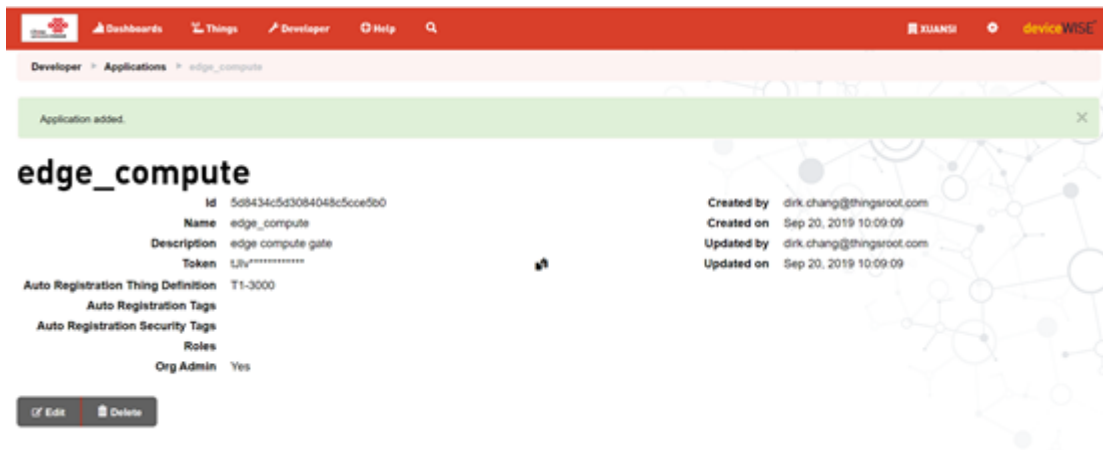 Dashboards Things Developer Help XUANSI deviceWISE
Developer Applications edge_compute
Application added.
edge_compute
Id 5d8434c5d3084048c5cce5b0 Created by dirk.chang@thingsroot.com
Name edge_compute Created on Sep 20, 2019 10:09:09
Description edge compute gate Updated by dirk.chang@thingsroot.com
Token Updated on Sep 20, 2019 10:09:09
Auto Registration Thing Definition T1-3000
Auto Registration Tags
Auto Registration Security Tags
Roles
Org Admin Yes
Edit Delete